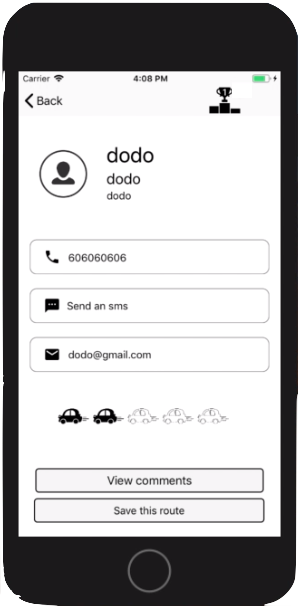 Carrier 4:08 PM
Back
1
dodo
dodo
dodo
606060606
Send an sms
dodo@gmail.com
View comments
Save this route